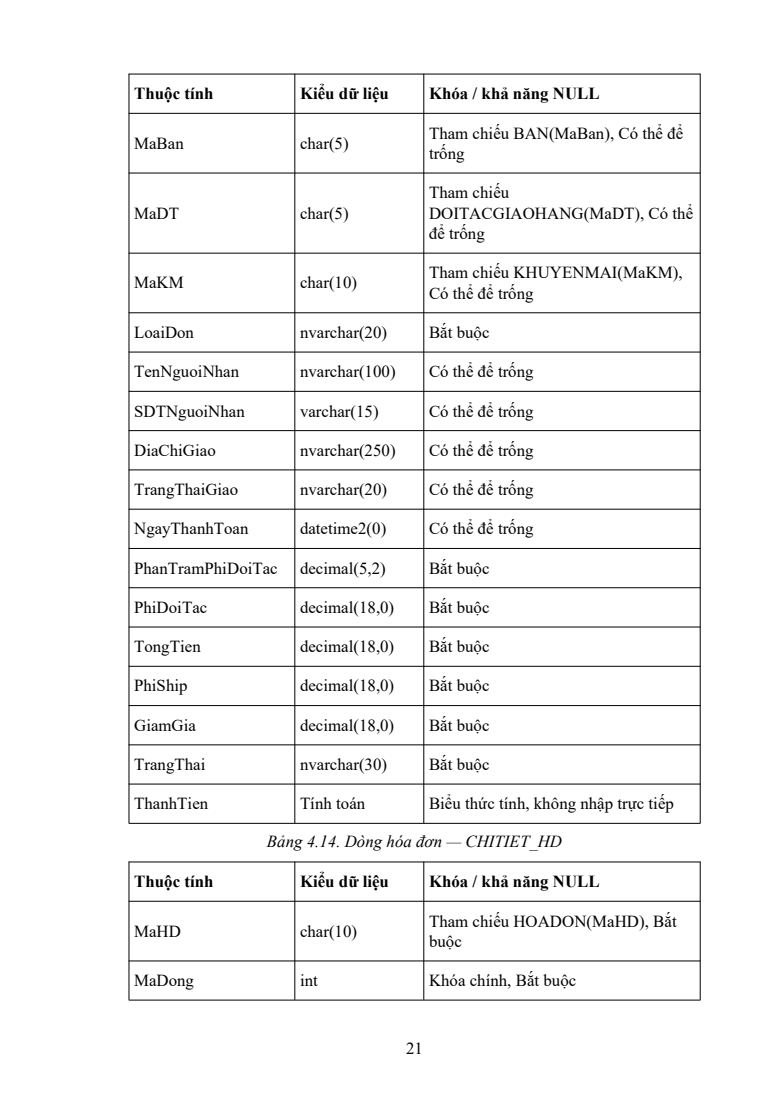 Thuộc tính Kiểu dữ liệu Khóa / khả năng NULL
MaBan char(5) Tham chiếu BAN(MaBan), Có thể để
trống
MaDT char(5) Tham chiếu
DOITACGIAOHANG(MaDT), Có thể
để trống
MaKM char(10) Tham chiếu KHUYENMAI(MaKM),
Có thể để trống
LoaiDon nvarchar(20) Bắt buộc
TenNguoiNhan nvarchar(100) Có thể để trống
SDTNguoiNhan varchar(15) Có thể để trống
DiaChiGiao nvarchar(250) Có thể để trống
TrangThaiGiao nvarchar(20) Có thể để trống
NgayThanhToan datetime2(0) Có thể để trống
PhanTramPhiDoiTac decimal(5,2) Bắt buộc
PhiDoiTac decimal(18,0) Bắt buộc
TongTien decimal(18,0) Bắt buộc
PhiShip decimal(18,0) Bắt buộc
GiamGia decimal(18,0) Bắt buộc
TrangThai nvarchar(30) Bắt buộc
ThanhTien Tính toán Biểu thức tính, không nhập trực tiếp
Bảng 4.14. Dòng hóa đơn — CHITIET_HD
Thuộc tính Kiểu dữ liệu Khóa / khả năng NULL
MaHD char(10) Tham chiếu HOADON(MaHD), Bắt
buộc
MaDong int Khóa chính, Bắt buộc
21